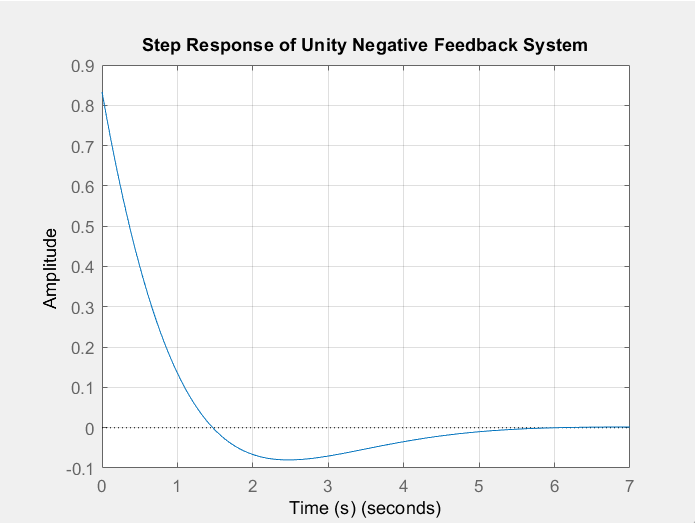 Step Response of Unity Negative Feedback System
0.9
0.8
0.7
0.6
0.5
0.4
0.3
0.2
0.1
0
-0.1
Amplitude
0 1 2 3 4 5 6 7
Time (s) (seconds)